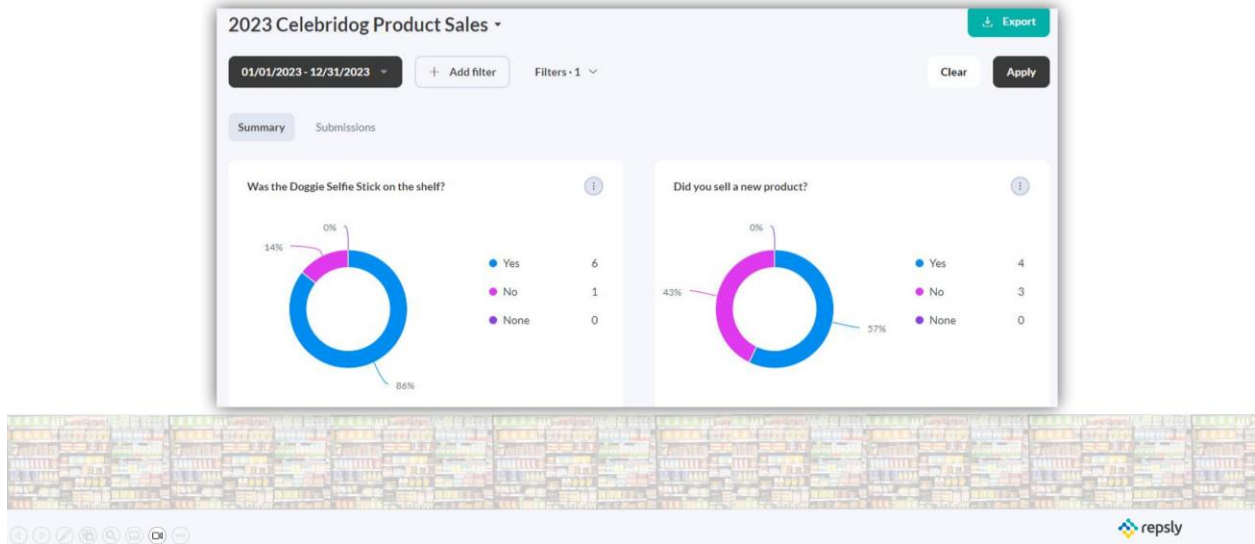 2023 Celebridog Product Sales
Export
01/01/2023 - 12/31/2023
+ Add filter
Filters · 1
Clear
Apply
Summary
Submissions
Was the Doggie Selfie Stick on the shelf?
0%
14%
86%
Yes 6
No 1
None 0
Did you sell a new product?
0%
43%
57%
Yes 4
No 3
None 0
repsly